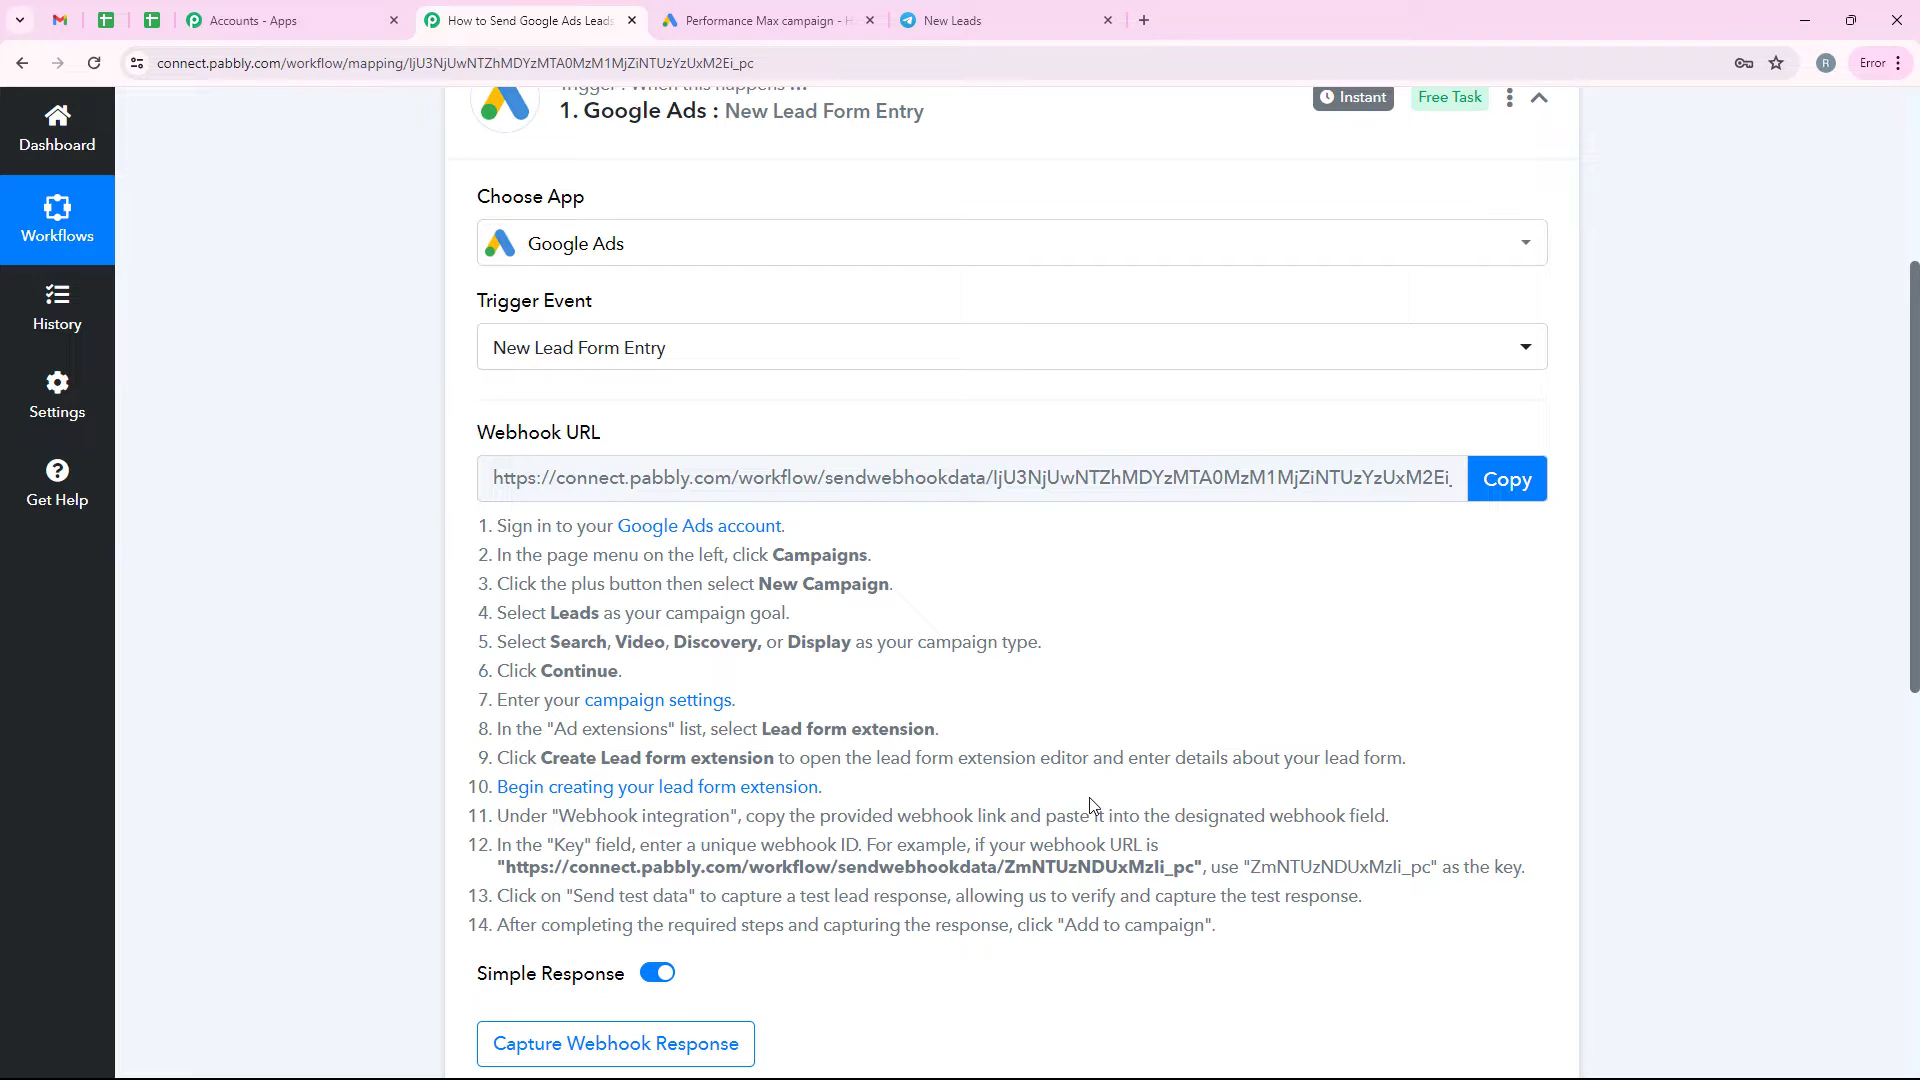 Accounts - Apps
How to Send Google Ads Leads
Performance Max campaign - H
New Leads
connect.pabbly.com/workflow/mapping/IjU3NjUwNTZhMDYzMTA0MzM1MjZiNTUzYzUxM2Ei_pc
Error
Trigger : When this happens ...
1. Google Ads : New Lead Form Entry
Instant
Free Task
Dashboard
Workflows
History
Settings
Get Help
Choose App
Google Ads
Trigger Event
New Lead Form Entry
Webhook URL
https://connect.pabbly.com/workflow/sendwebhookdata/IjU3NjUwNTZhMDYzMTA0MzM1MjZiNTUzYzUxM2Ei_
Copy
1. Sign in to your Google Ads account.
2. In the page menu on the left, click Campaigns.
3. Click the plus button then select New Campaign.
4. Select Leads as your campaign goal.
5. Select Search, Video, Discovery, or Display as your campaign type.
6. Click Continue.
7. Enter your campaign settings.
8. In the "Ad extensions" list, select Lead form extension.
9. Click Create Lead form extension to open the lead form extension editor and enter details about your lead form.
10. Begin creating your lead form extension.
11. Under "Webhook integration", copy the provided webhook link and paste it into the designated webhook field.
12. In the "Key" field, enter a unique webhook ID. For example, if your webhook URL is
"https://connect.pabbly.com/workflow/sendwebhookdata/ZmNTUzNDUxMzIi_pc", use "ZmNTUzNDUxMzIi_pc" as the key.
13. Click on "Send test data" to capture a test lead response, allowing us to verify and capture the test response.
14. After completing the required steps and capturing the response, click "Add to campaign".
Simple Response
Capture Webhook Response